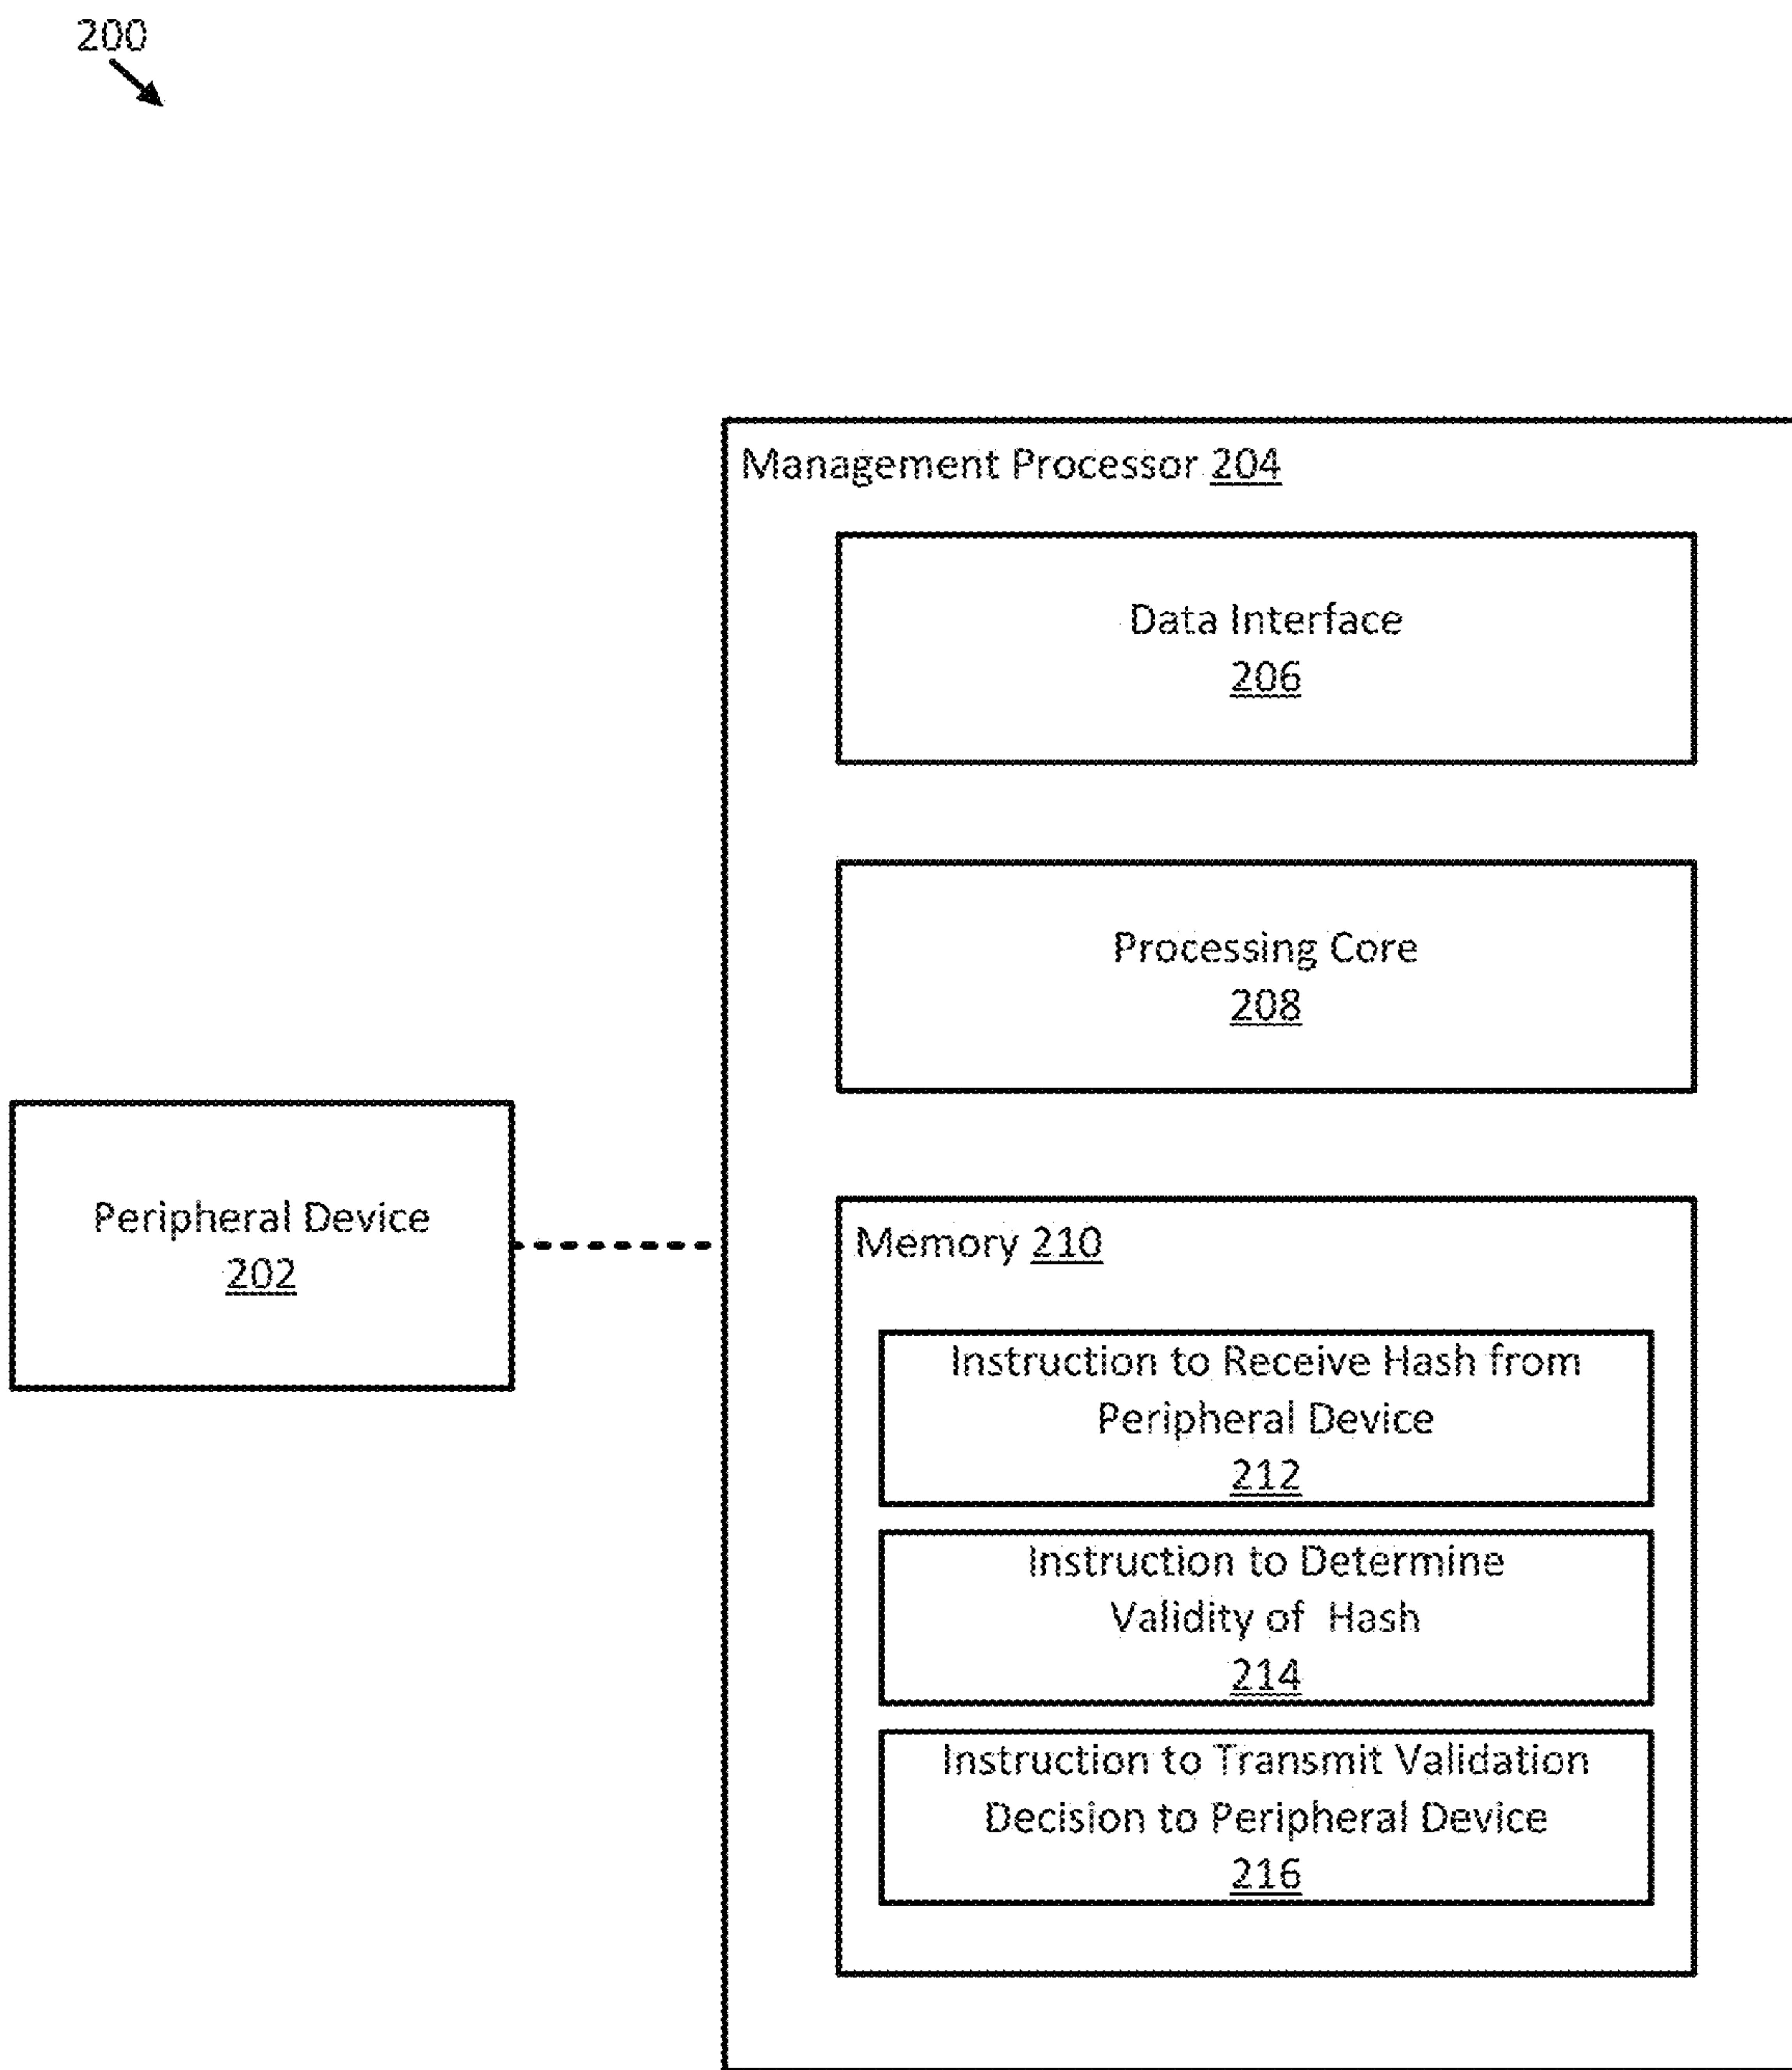 200
Management Processor 204
Data Interface
206
Processing Core
208
Peripheral Device
202
Memory 210
Instruction to Receive Hash from
Peripheral Device
212
Instruction to Determine
Validity of Hash
214
Instruction to Transmit Validation
Decision to Peripheral Device
216